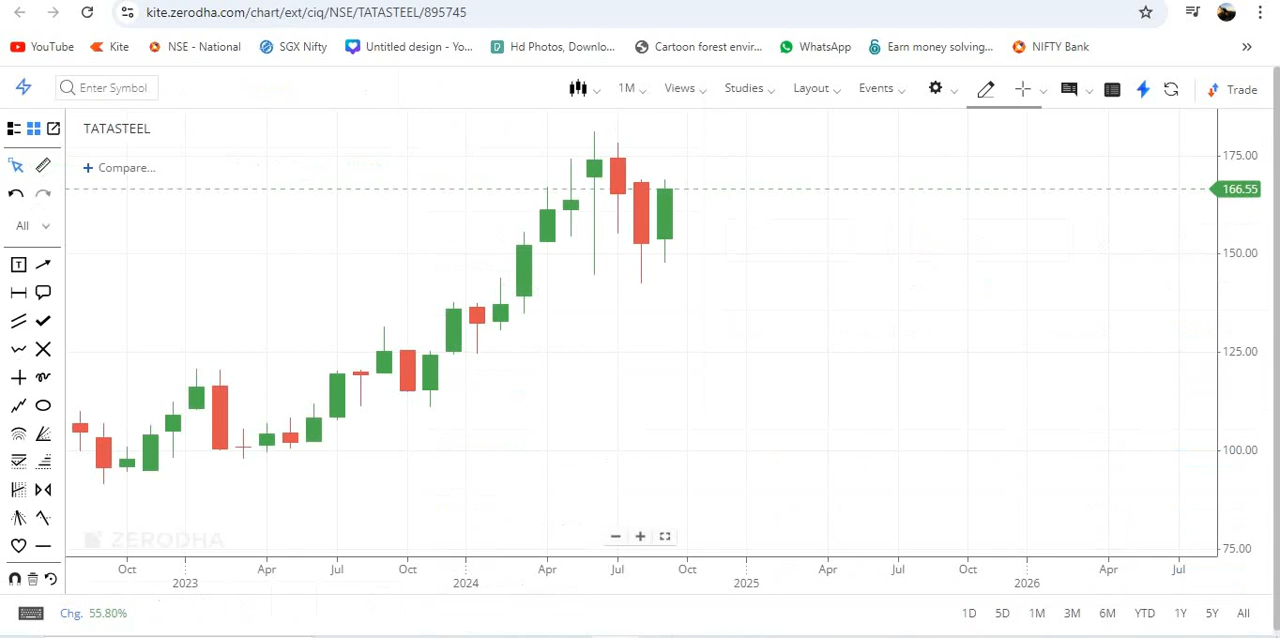 kite.zerodha.com/chart/ext/ciq/NSE/TATASTEEL/895745
YouTube Kite NSE - National SGX Nifty Untitled design - Yo... Hd Photos, Downlo... Cartoon forest envir... WhatsApp Earn money solving... NIFTY Bank »
Enter Symbol 1M Views Studies Layout Events Trade
TATASTEEL
+ Compare...
175.00
166.55
All
150.00
125.00
100.00
ZERODHA
75.00
Oct Apr Jul Oct Apr Jul Oct Apr Jul Oct Apr Jul
2023 2024 2025 2026
Chg. 55.80% 1D 5D 1M 3M 6M YTD 1Y 5Y All